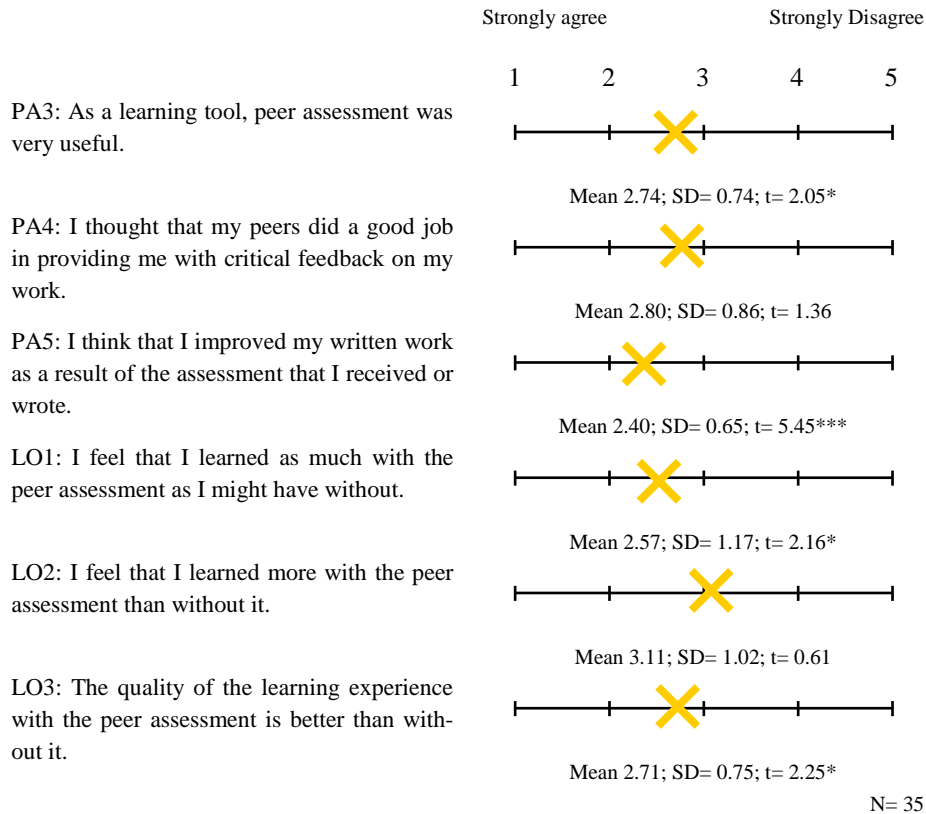 Strongly agree Strongly Disagree
1 2 3 4 5
PA3: As a learning tool, peer assessment was
very useful.
Mean 2.74; SD= 0.74; t= 2.05*
PA4: I thought that my peers did a good job
in providing me with critical feedback on my
work.
Mean 2.80; SD= 0.86; t= 1.36
PA5: I think that I improved my written work
as a result of the assessment that I received or
wrote.
Mean 2.40; SD= 0.65; t= 5.45***
LO1: I feel that I learned as much with the
peer assessment as I might have without.
Mean 2.57; SD= 1.17; t= 2.16*
LO2: I feel that I learned more with the peer
assessment than without it.
Mean 3.11; SD= 1.02; t= 0.61
LO3: The quality of the learning experience
with the peer assessment is better than with-
out it.
Mean 2.71; SD= 0.75; t= 2.25*
N= 35